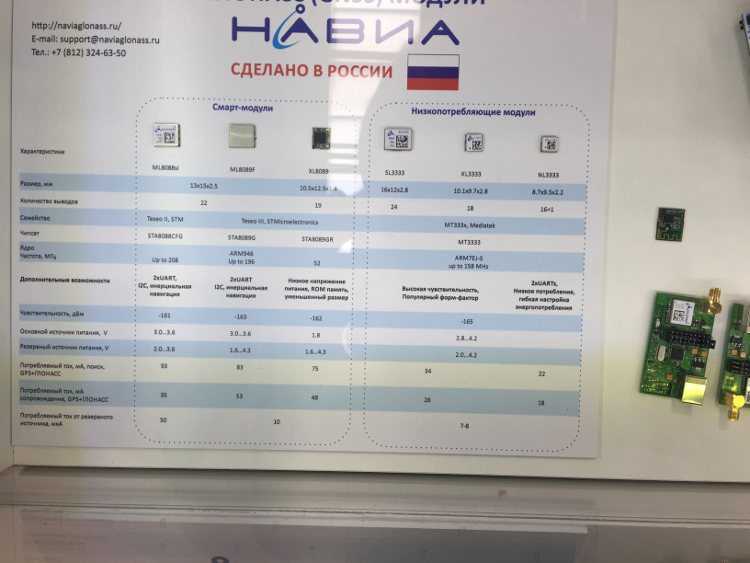 (GNSS) МОДУЛИ
http://naviaglonass.ru/
E-mail: support@naviaglonass.ru
Тел.: +7 (812) 324-63-50
НАВИА
СДЕЛАНО В РОССИИ
Смарт-модули
Низкопотребляющие модули
Характеристики
ML8088sE ML8089F XL8089 SL3333 KL3333 NL3333
Размер, мм 13x15x2.5 16x12x2.8 10.1x9.7x2.8 8.7x9.5x2.2
Количество выводов 22 19 24 18 16+1
Семейство Teseo II, STM Teseo III, STMicroelectronics MT333x, Mediatek
Чипсет STA8088CFG STA8089G STA8089GR MT3333
Ядро ARM946 ARM7EJ-S
Частота, МГц Up to 208 Up to 196 52 up to 158 MHz
Дополнительные возможности
2xUART, 2xUART Низкое напряжение 2xUARTs,
I2C, инерциальная I2C, инерциальная питания, ROM память, Высокая чувствительность, Низкое потребление,
навигация навигация уменьшенный размер Популярный форм-фактор гибкая настройка
энергопотребления
Чувствительность, дБм -161 -163 -162 -165
Основной источник питания, V 3.0...3.6 3.0...3.6 1.8 2.8...4.2
Резервный источник питания, V 2.0...3.6 1.6...4.3 1.6...4.3 2.0...4.2
Потребляемый ток, мА, поиск, 93 83 75 34 22
GPS+ГЛОНАСС
Потребляемый ток, мА 35 53 48 26 18
сопровождение, GPS+ГЛОНАСС
Потребляемый ток от резервного 50 10 7-8
источника, мкА